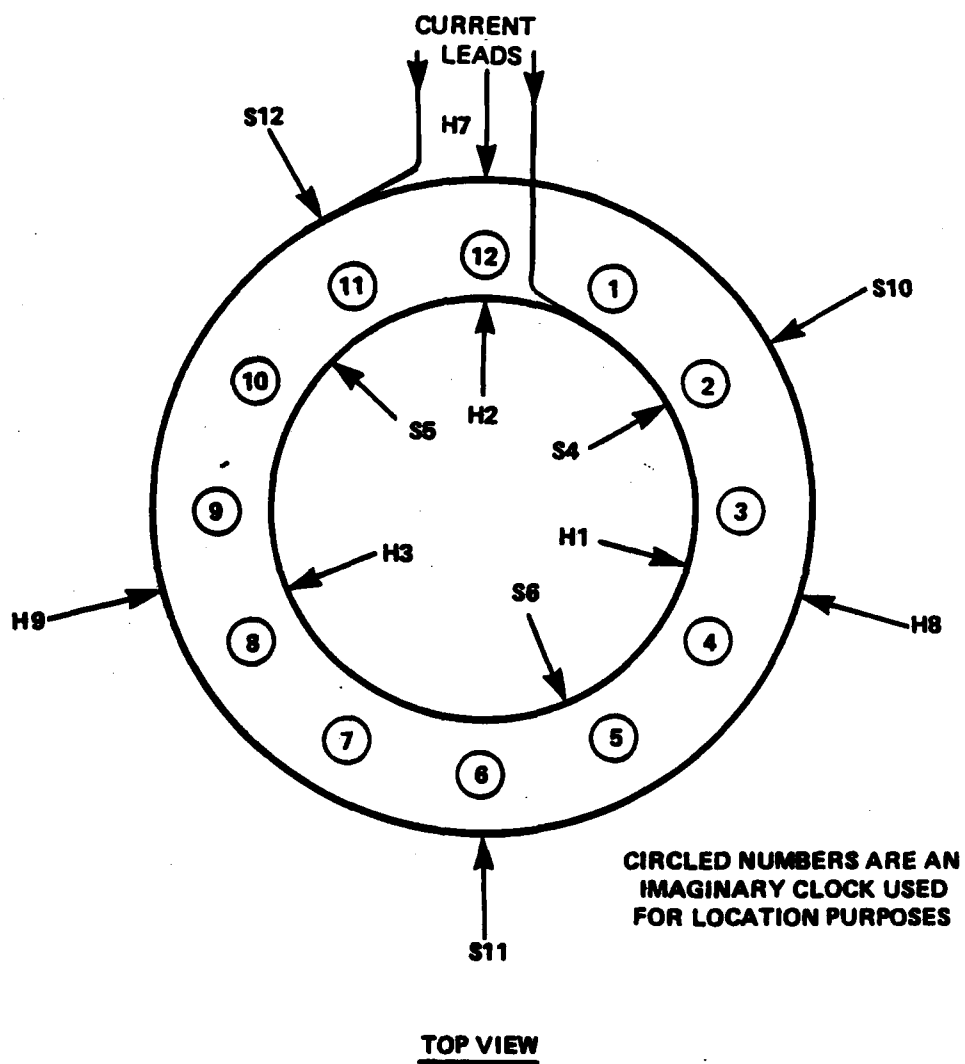 CURRENT
LEADS
S12
H7
12
11
1
S10
10
2
H2
S5
S4
9
3
H1
H3
S6
H9
H8
8
4
7
5
6
CIRCLED NUMBERS ARE AN
IMAGINARY CLOCK USED
FOR LOCATION PURPOSES
S11
TOP VIEW